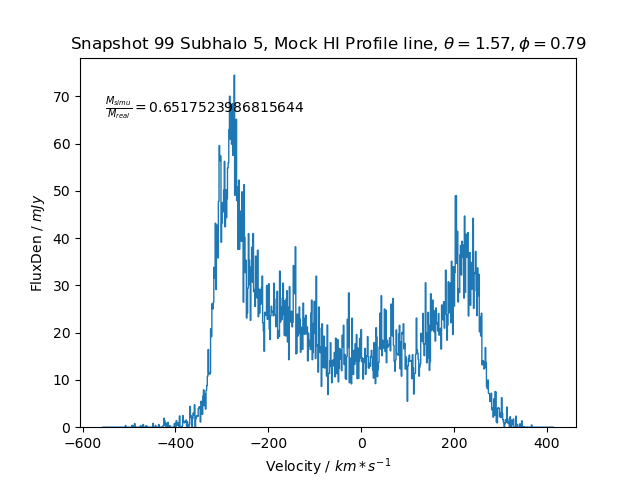 Snapshot 99 Subhalo 5, Mock HI Profile line, θ = 1.57, ϕ = 0.79
M_simu/M_real = 0.6517523986815644
FluxDen / mJy
70
60
50
40
30
20
10
0
−600 −400 −200 0 200 400
Velocity / km * s⁻¹